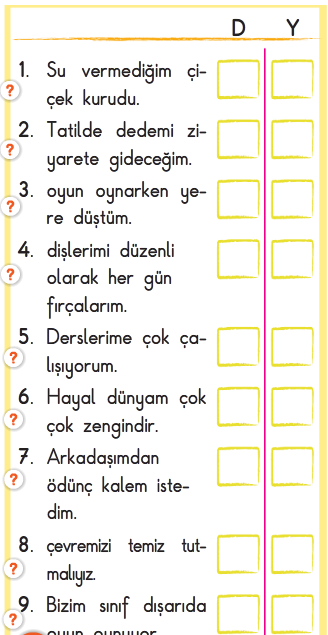 D Y
1. Su vermediğim çi-
? çek kurudu.
2. Tatilde dedemi zi-
? yarete gideceğim.
3. oyun oynarken ye-
? re düştüm.
4. dişlerimi düzenli
? olarak her gün
fırçalarım.
5. Derslerime çok ça-
? lışıyorum.
6. Hayal dünyam çok
? çok zengindir.
7. Arkadaşımdan
? ödünç kalem iste-
dim.
8. çevremizi temiz tut-
? malıyız.
9. Bizim sınıf dışarıda
? oyun oynuyor.